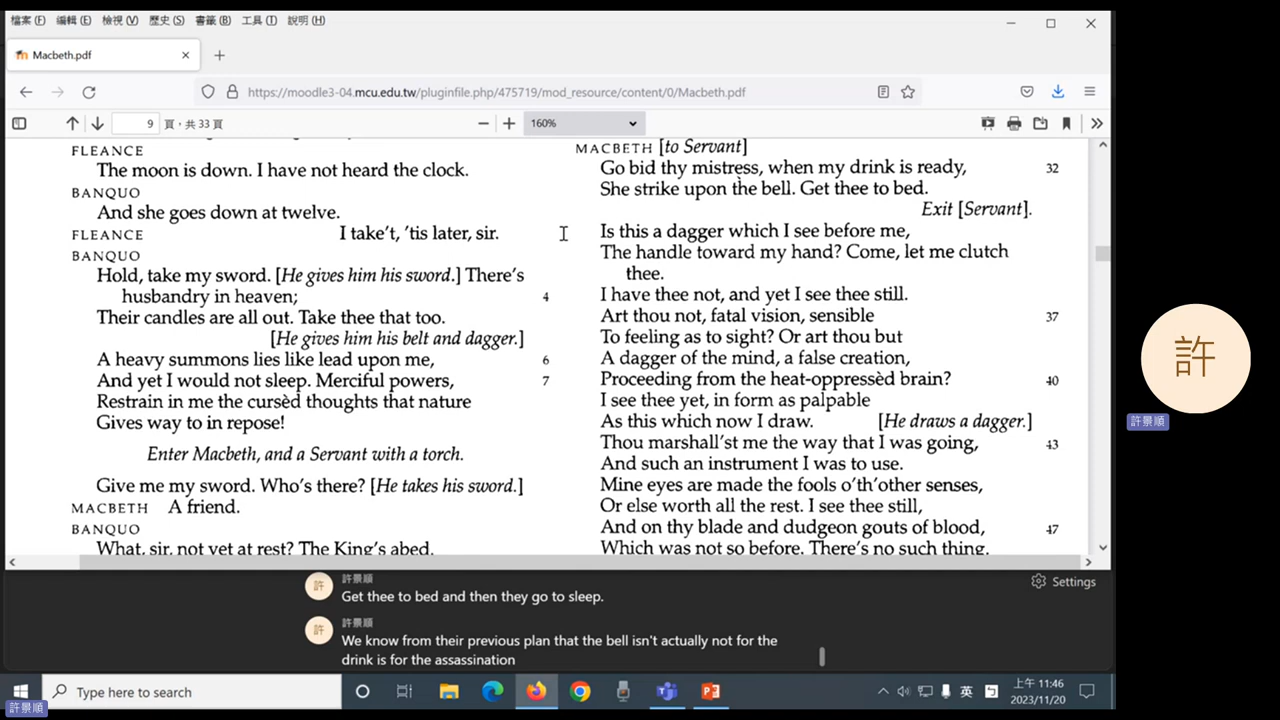 檔案(F) 編輯(E) 檢視(V) 歷史(S) 書籤(B) 工具(T) 說明(H)
Macbeth.pdf
https://moodle3-04.mcu.edu.tw/pluginfile.php/475719/mod_resource/content/0/Macbeth.pdf
9 頁，共 33 頁
160%
FLEANCE
The moon is down. I have not heard the clock.
BANQUO
And she goes down at twelve.
FLEANCE I take't, 'tis later, sir.
BANQUO
Hold, take my sword. [He gives him his sword.] There's
husbandry in heaven; 4
Their candles are all out. Take thee that too.
[He gives him his belt and dagger.]
A heavy summons lies like lead upon me, 6
And yet I would not sleep. Merciful powers, 7
Restrain in me the cursèd thoughts that nature
Gives way to in repose!
Enter Macbeth, and a Servant with a torch.
Give me my sword. Who's there? [He takes his sword.]
MACBETH A friend.
BANQUO
What, sir, not yet at rest? The King's abed.
MACBETH [to Servant]
Go bid thy mistress, when my drink is ready, 32
She strike upon the bell. Get thee to bed.
Exit [Servant].
Is this a dagger which I see before me,
The handle toward my hand? Come, let me clutch
thee.
I have thee not, and yet I see thee still.
Art thou not, fatal vision, sensible 37
To feeling as to sight? Or art thou but
A dagger of the mind, a false creation,
Proceeding from the heat-oppressèd brain? 40
I see thee yet, in form as palpable
As this which now I draw. [He draws a dagger.]
Thou marshall'st me the way that I was going, 43
And such an instrument I was to use.
Mine eyes are made the fools o'th'other senses,
Or else worth all the rest. I see thee still,
And on thy blade and dudgeon gouts of blood, 47
Which was not so before. There's no such thing.
許
許景順
許 許景順
Get thee to bed and then they go to sleep.
許 許景順
We know from their previous plan that the bell isn't actually not for the
drink is for the assassination
Settings
Type here to search
英
上午 11:46
2023/11/20
許景順